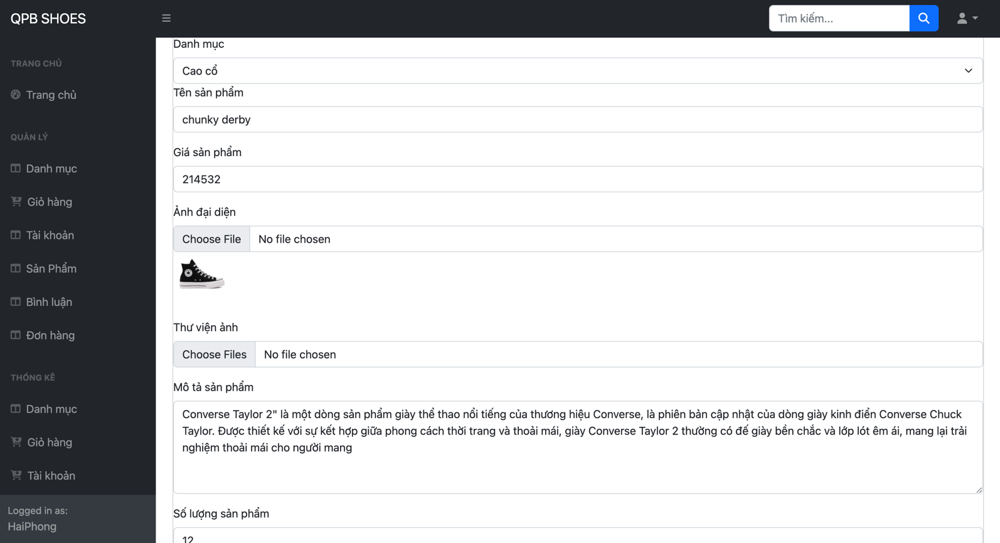 QPB SHOES
Tìm kiếm...
TRANG CHỦ
Trang chủ
QUẢN LÝ
Danh mục
Giỏ hàng
Tài khoản
Sản Phẩm
Bình luận
Đơn hàng
THỐNG KÊ
Danh mục
Giỏ hàng
Tài khoản
Logged in as:
HaiPhong
Danh mục
Cao cổ
Tên sản phẩm
chunky derby
Giá sản phẩm
214532
Ảnh đại diện
Choose File No file chosen
Thư viện ảnh
Choose Files No file chosen
Mô tả sản phẩm
Converse Taylor 2" là một dòng sản phẩm giày thể thao nổi tiếng của thương hiệu Converse, là phiên bản cập nhật của dòng giày kinh điển Converse Chuck
Taylor. Được thiết kế với sự kết hợp giữa phong cách thời trang và thoải mái, giày Converse Taylor 2 thường có đế giày bền chắc và lớp lót êm ái, mang lại trải
nghiệm thoải mái cho người mang
Số lượng sản phẩm
12